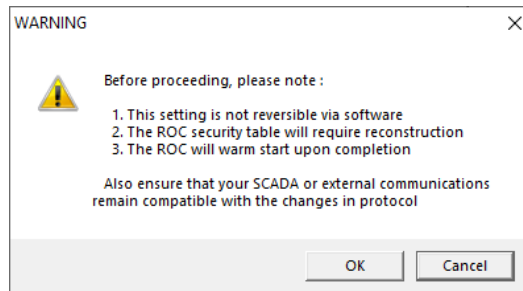 WARNING
Before proceeding, please note :
1. This setting is not reversible via software
2. The ROC security table will require reconstruction
3. The ROC will warm start upon completion
Also ensure that your SCADA or external communications
remain compatible with the changes in protocol
OK
Cancel